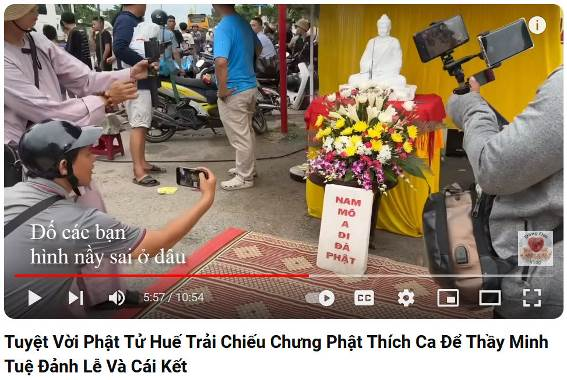 NAM
MÔ
A
DI
ĐÀ
PHẬT
Đố các bạn
hình nầy sai ở đâu
5:57 / 10:54
CC
Tuyệt Vời Phật Tử Huế Trải Chiếu Chưng Phật Thích Ca Để Thầy Minh
Tuệ Đảnh Lễ Và Cái Kết